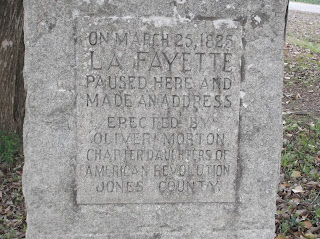 ON MARCH 25, 1825
LA FAYETTE
PAUSED HERE AND
MADE AN ADDRESS
ERECTED BY
OLIVER MORTON
CHARTER DAUGHTERS OF
AMERICAN REVOLUTION
JONES COUNTY